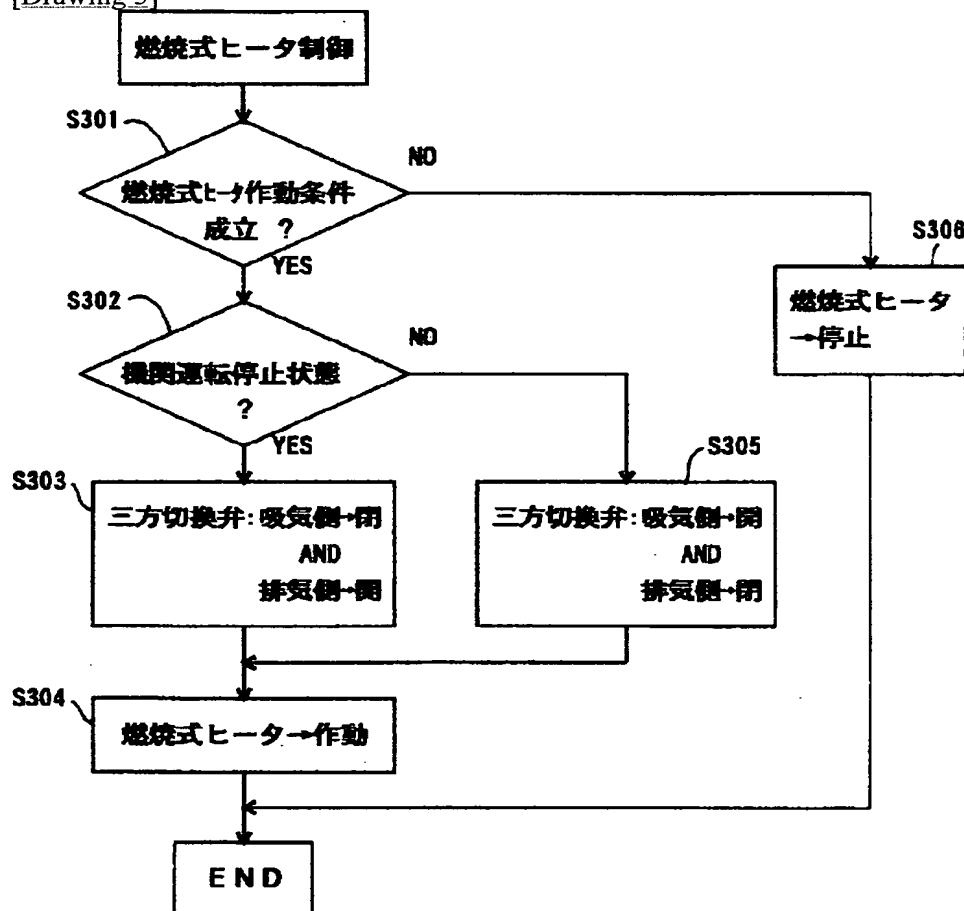 [Drawing 3]
燃焼式ヒータ制御
S301
NO
燃焼式ヒータ作動条件
成立 ?
YES
S306
燃焼式ヒータ
→停止
S302
NO
機関運転停止状態
?
YES
S303
三方切換弁:吸気側→閉
AND
排気側→開
S305
三方切換弁:吸気側→開
AND
排気側→閉
S304
燃焼式ヒータ→作動
END